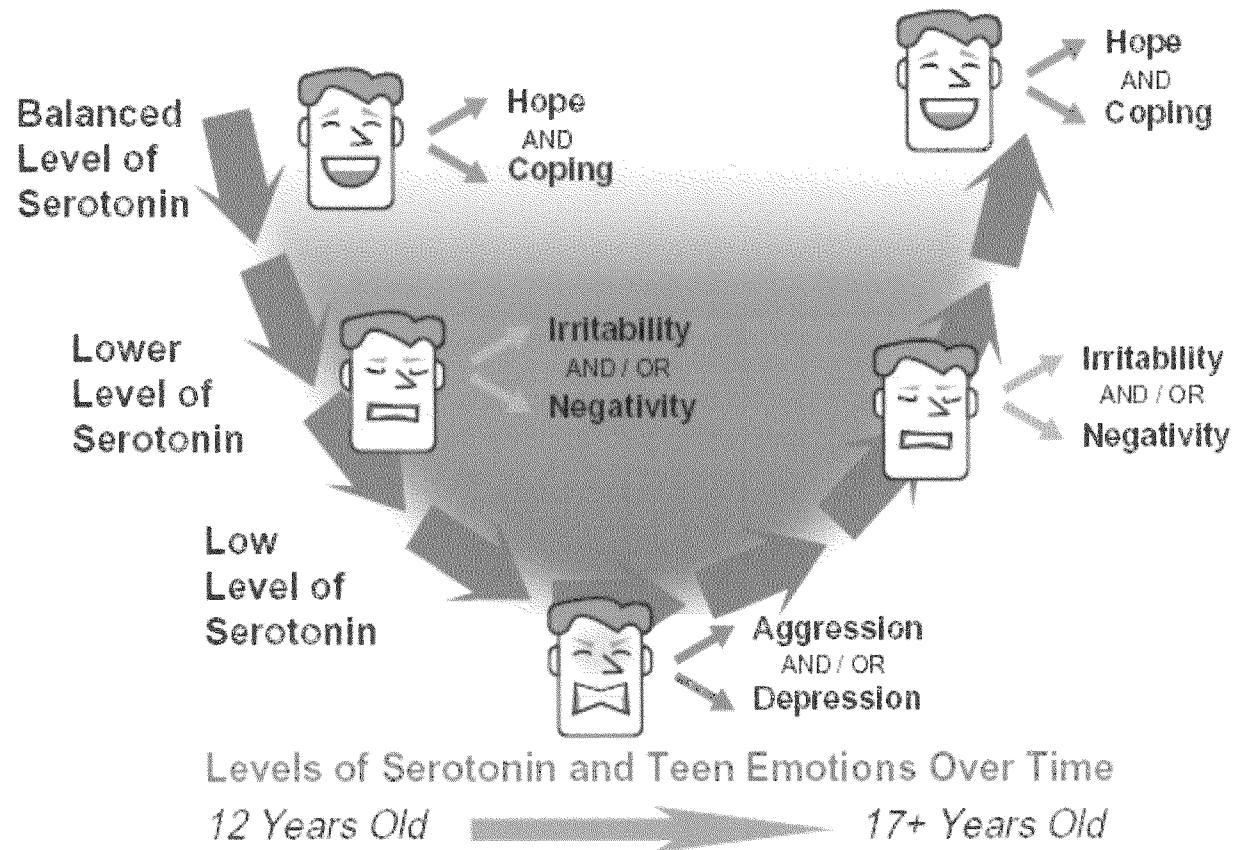 Balanced
Level of
Serotonin
Hope
AND
Coping
Hope
AND
Coping
Lower
Level of
Serotonin
Irritability
AND / OR
Negativity
Irritability
AND / OR
Negativity
Low
Level of
Serotonin
Aggression
AND / OR
Depression
Levels of Serotonin and Teen Emotions Over Time
12 Years Old
17+ Years Old